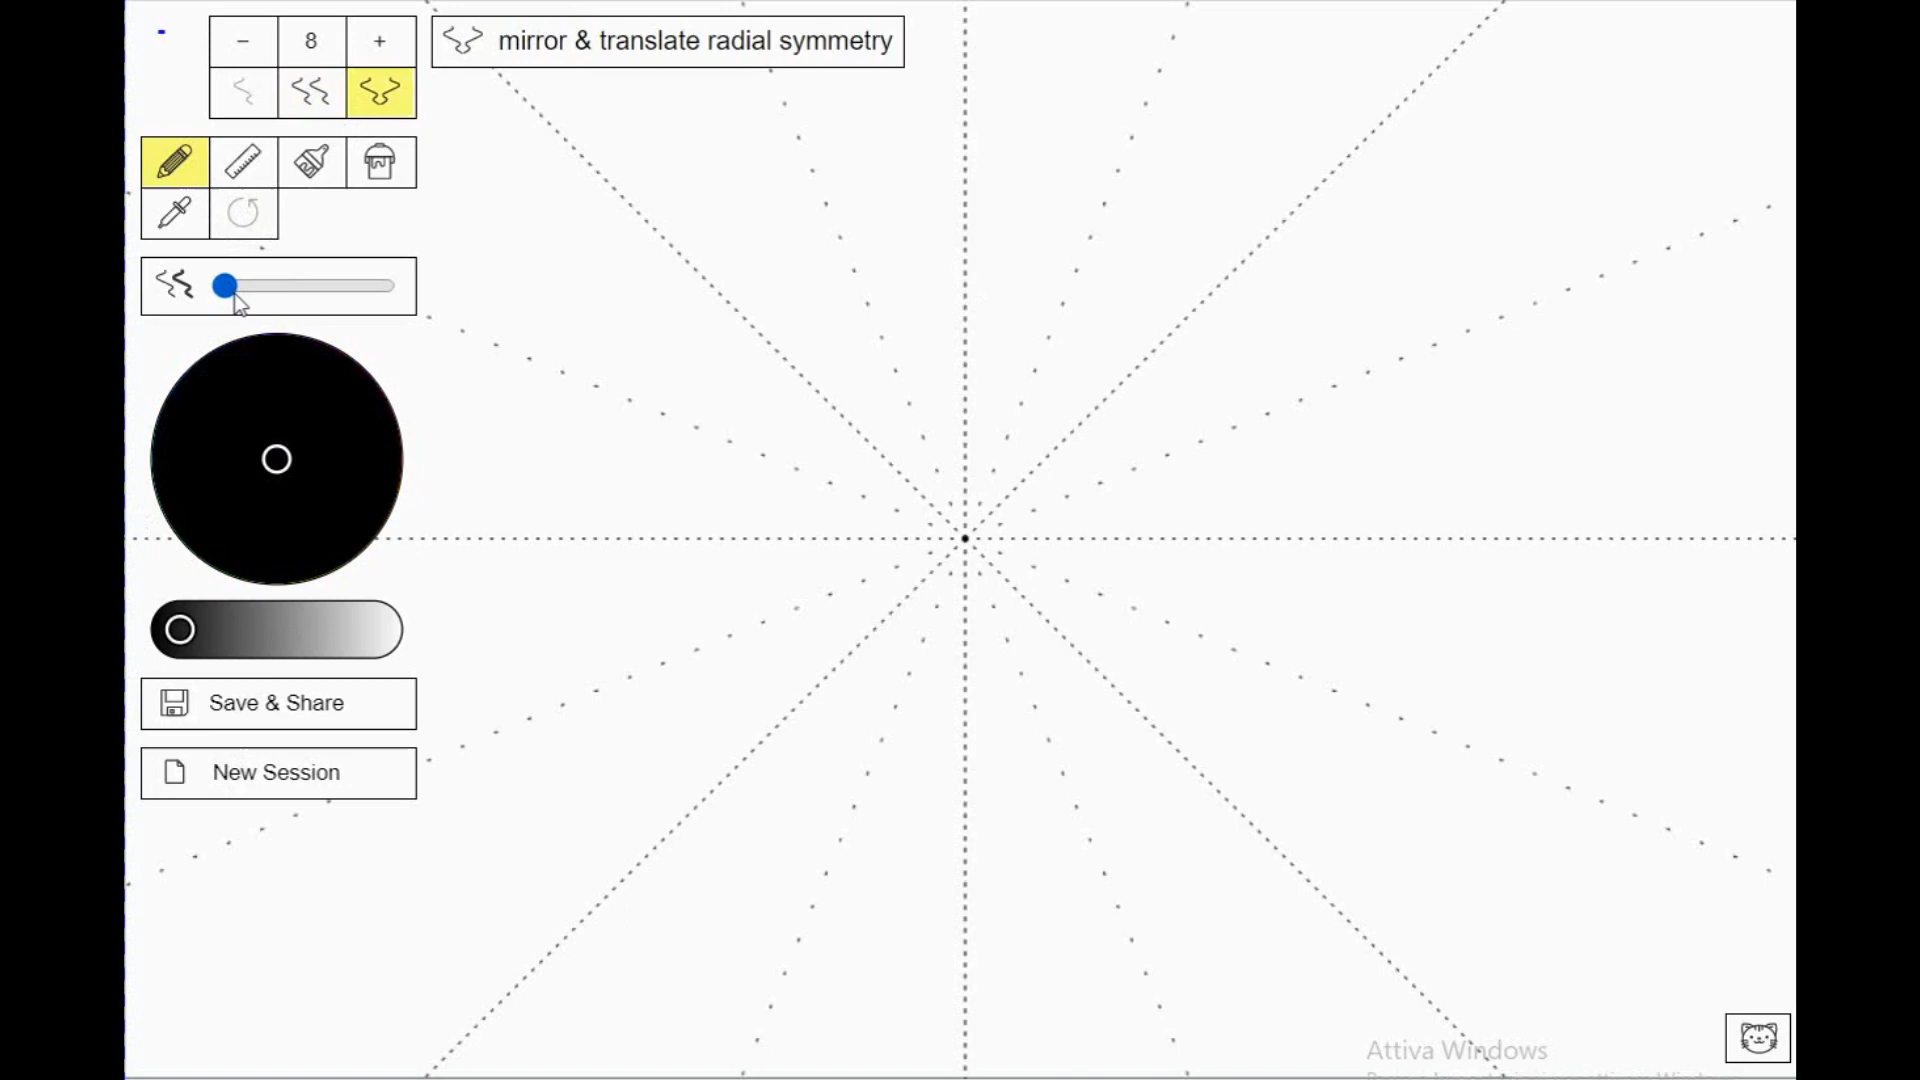 − 8 +
mirror & translate radial symmetry
Save & Share
New Session
Attiva Windows